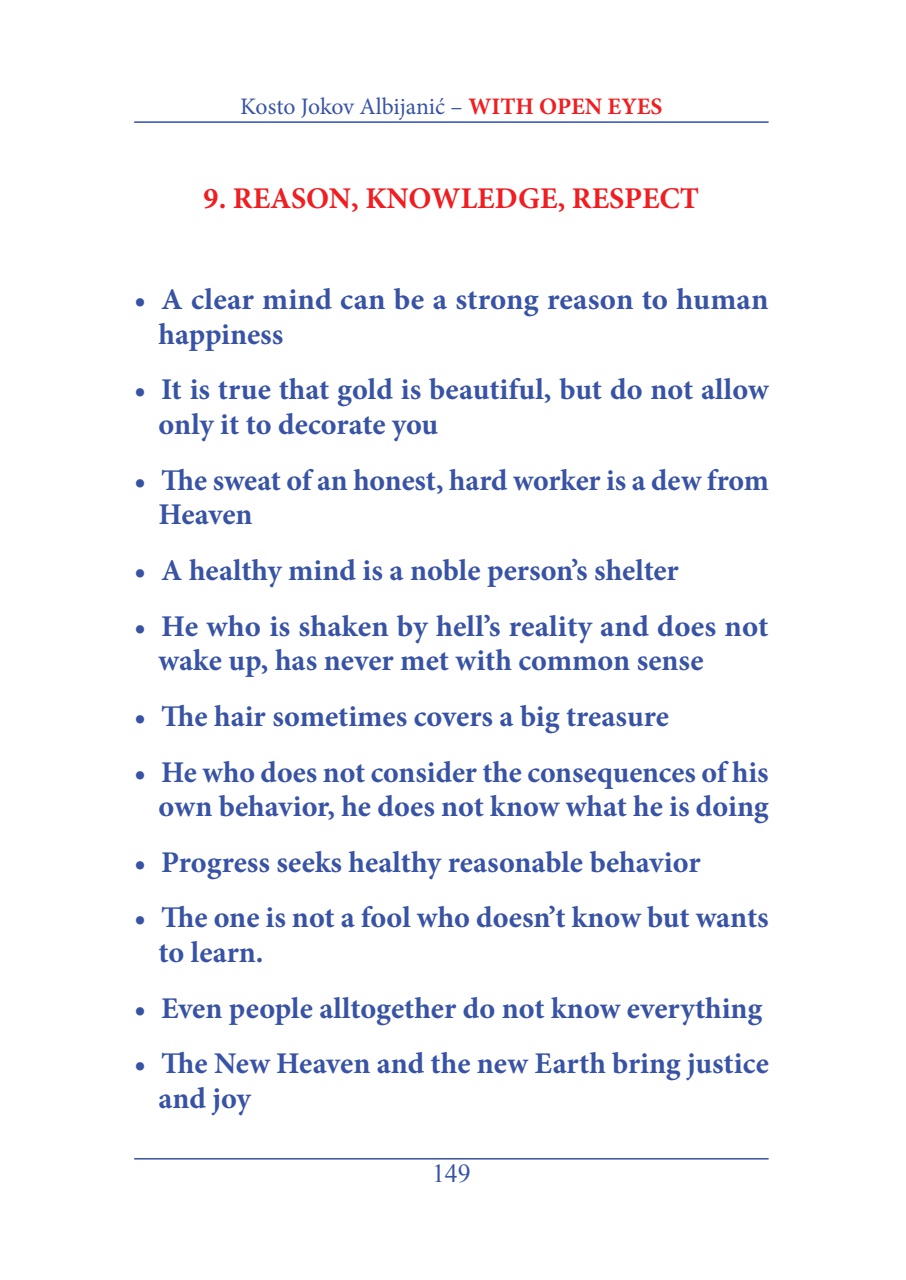 Kosto Jokov Albijanić – WITH OPEN EYES
9. REASON, KNOWLEDGE, RESPECT
• A clear mind can be a strong reason to human
happiness
• It is true that gold is beautiful, but do not allow
only it to decorate you
• The sweat of an honest, hard worker is a dew from
Heaven
• A healthy mind is a noble person’s shelter
• He who is shaken by hell’s reality and does not
wake up, has never met with common sense
• The hair sometimes covers a big treasure
• He who does not consider the consequences of his
own behavior, he does not know what he is doing
• Progress seeks healthy reasonable behavior
• The one is not a fool who doesn’t know but wants
to learn.
• Even people alltogether do not know everything
• The New Heaven and the new Earth bring justice
and joy
149